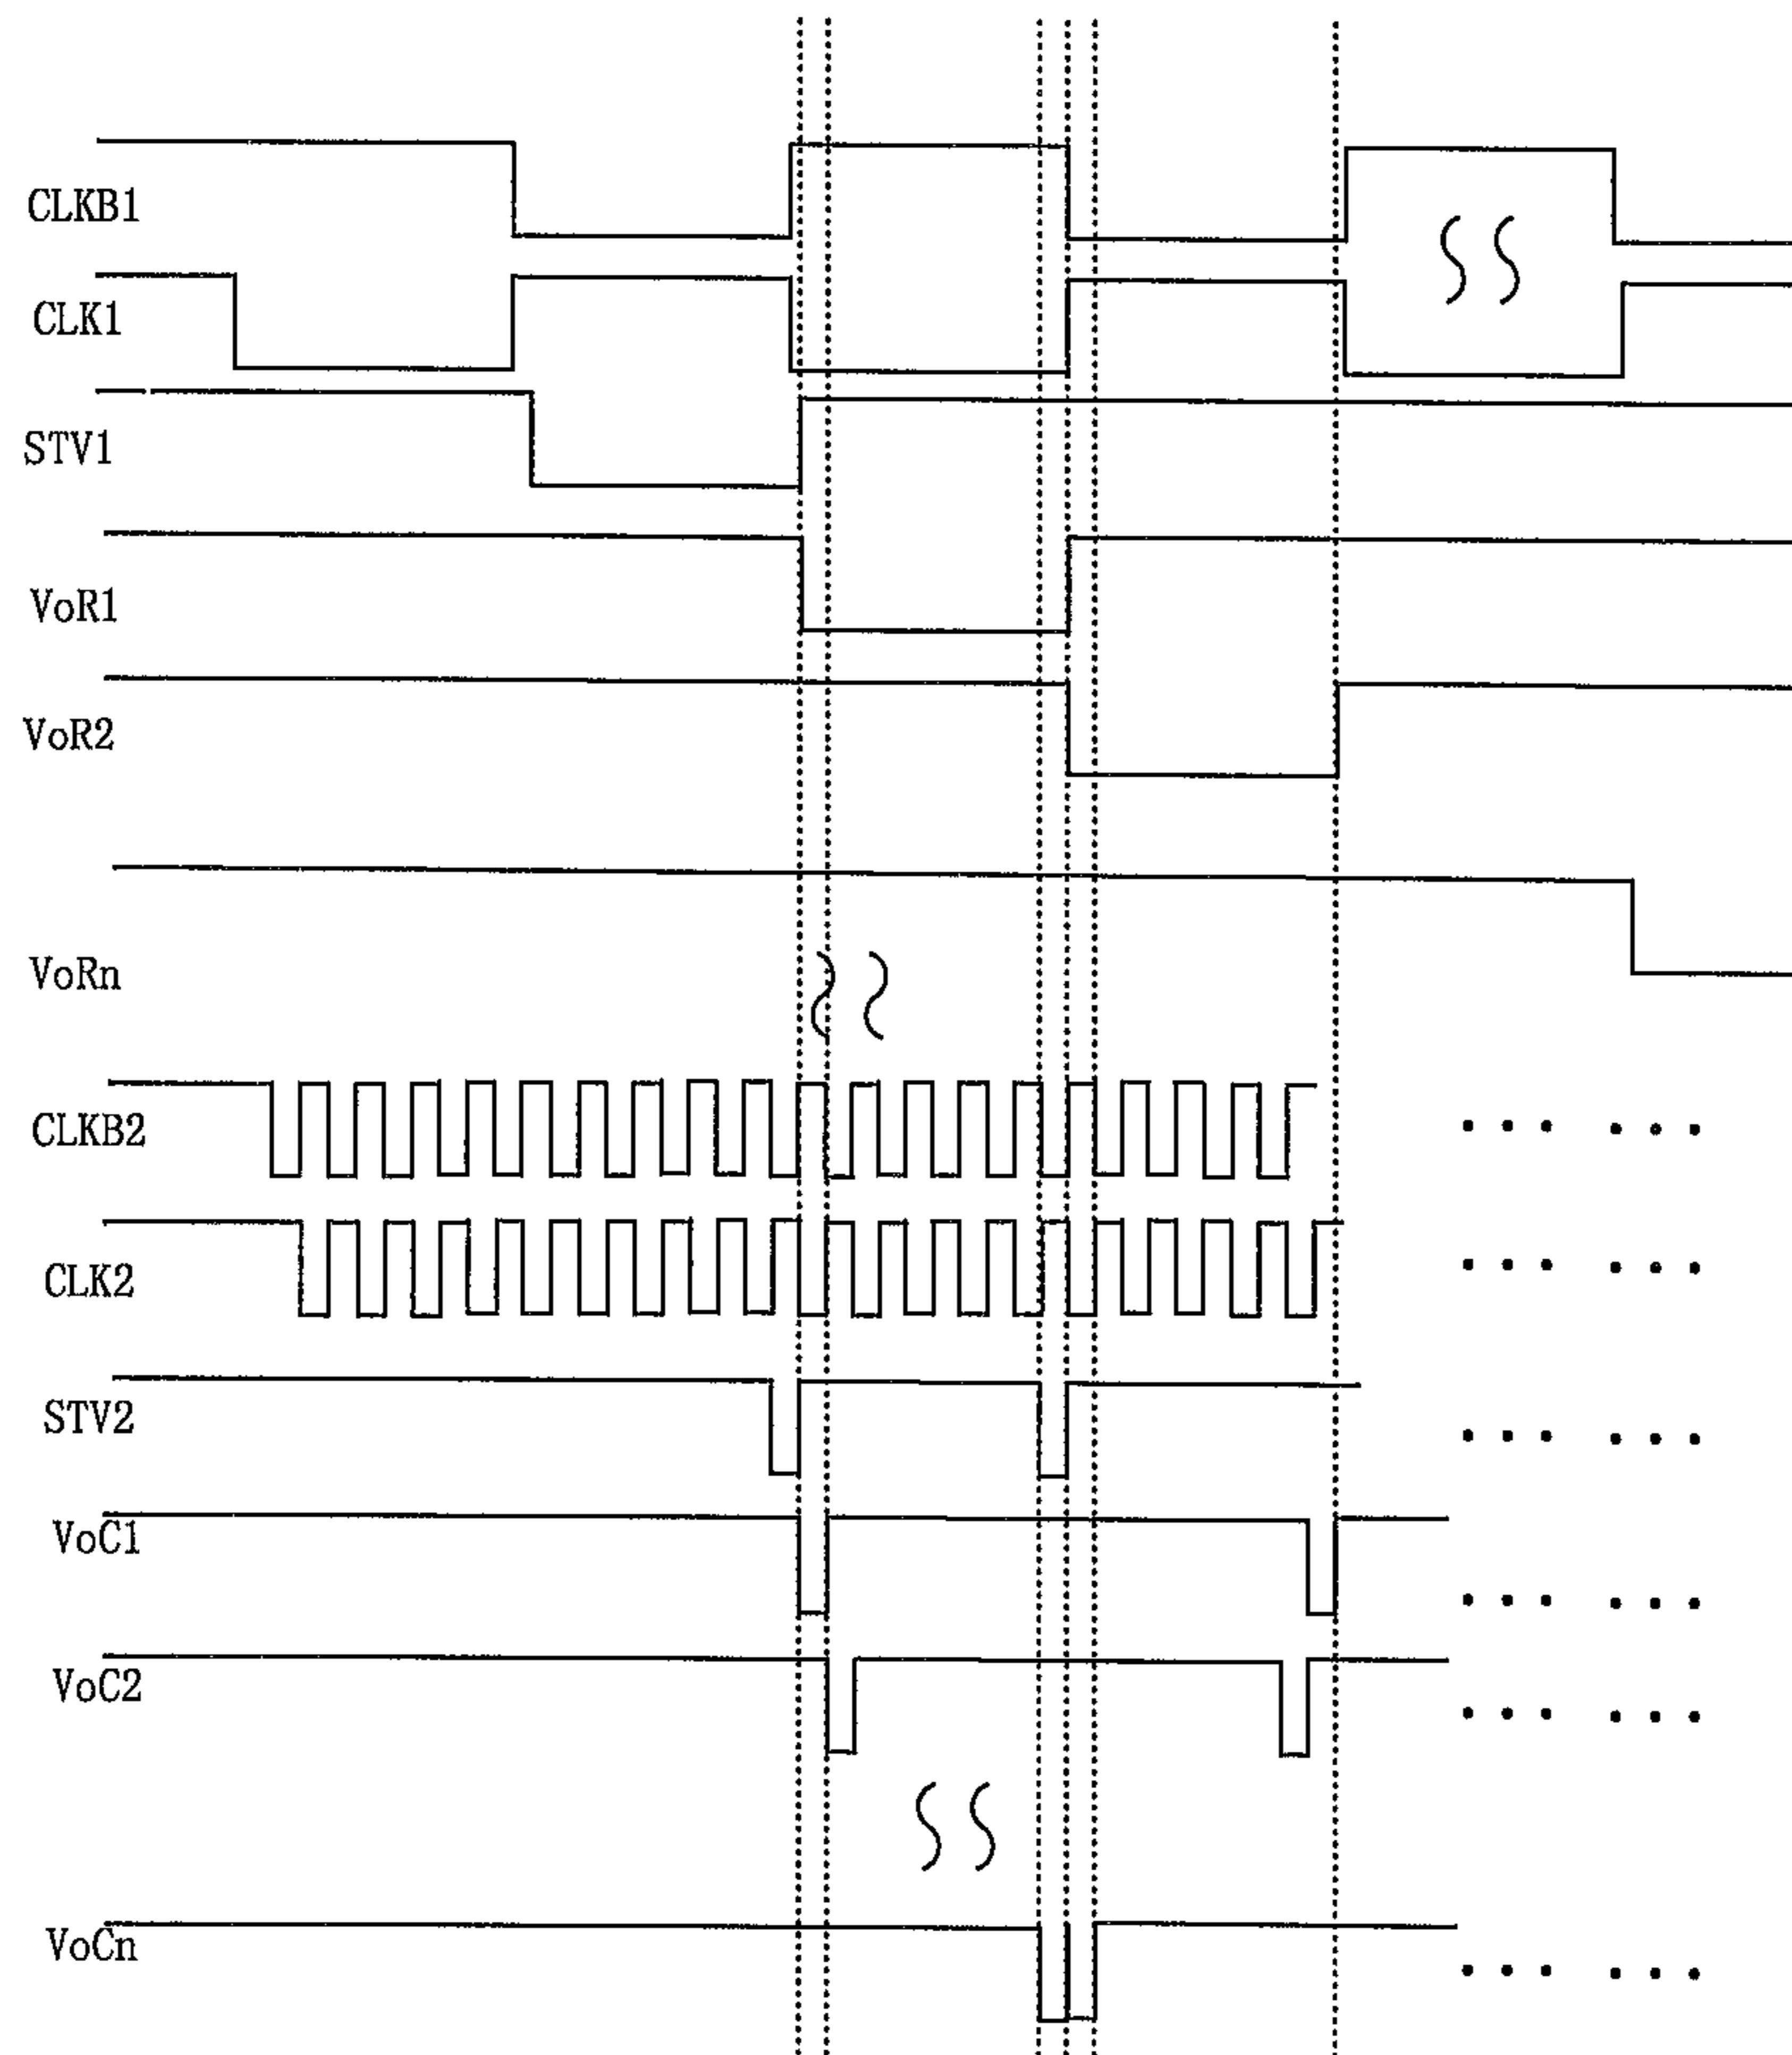 CLKB1
CLK1
STV1
VoR1
VoR2
VoRn
CLKB2
CLK2
STV2
VoC1
VoC2
VoCn